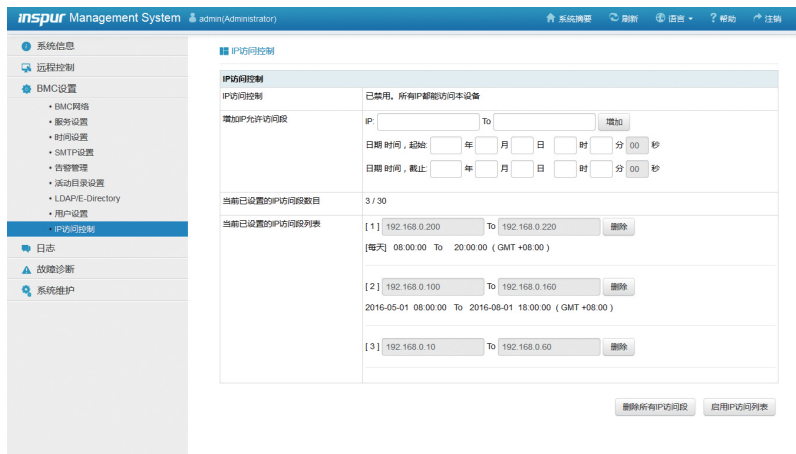 inspur Management System admin(Administrator) 系统摘要 刷新 语言 帮助 注销
系统信息
远程控制
BMC设置
• BMC网络
• 服务设置
• 时间设置
• SMTP设置
• 告警管理
• 活动目录设置
• LDAP/E-Directory
• 用户设置
• IP访问控制
日志
故障诊断
系统维护
IP访问控制
IP访问控制
IP访问控制 已禁用。所有IP都能访问本设备
增加IP允许访问段 IP: To 增加
日期 时间，起始: 年 月 日 时 分 00 秒
日期 时间，截止: 年 月 日 时 分 00 秒
当前已设置的IP访问段数目 3 / 30
当前已设置的IP访问段列表 [ 1 ] 192.168.0.200 To 192.168.0.220 删除
[每天] 08:00:00 To 20:00:00 ( GMT +08:00 )
[ 2 ] 192.168.0.100 To 192.168.0.160 删除
2016-05-01 08:00:00 To 2016-08-01 18:00:00 ( GMT +08:00 )
[ 3 ] 192.168.0.10 To 192.168.0.60 删除
删除所有IP访问段 启用IP访问列表